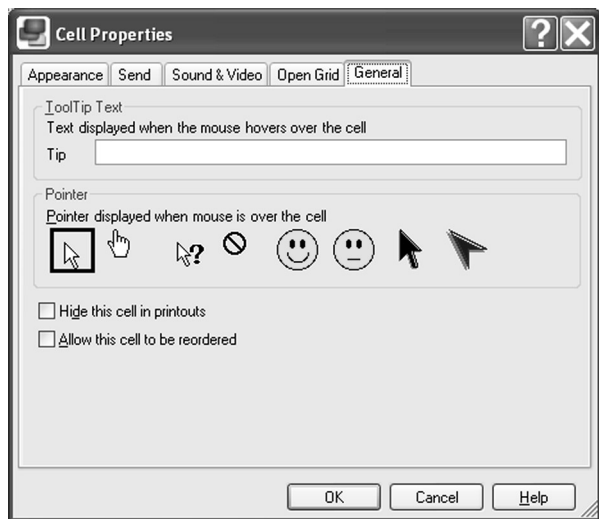 Cell Properties
Appearance Send Sound & Video Open Grid General
ToolTip Text
Text displayed when the mouse hovers over the cell
Tip
Pointer
Pointer displayed when mouse is over the cell
Hide this cell in printouts
Allow this cell to be reordered
OK Cancel Help